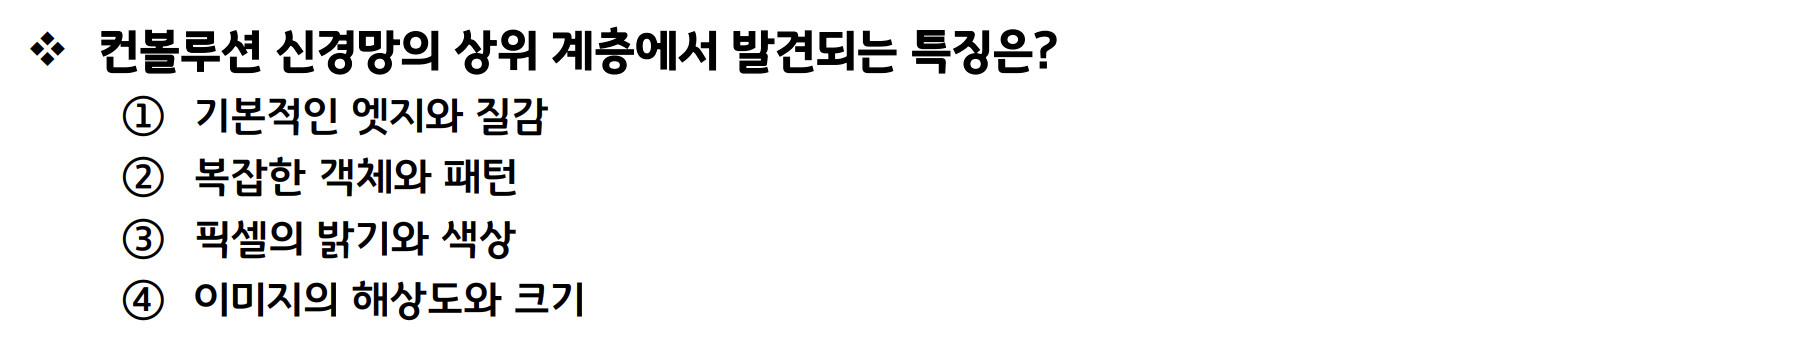 ❖ 컨볼루션 신경망의 상위 계층에서 발견되는 특징은?
① 기본적인 엣지와 질감
② 복잡한 객체와 패턴
③ 픽셀의 밝기와 색상
④ 이미지의 해상도와 크기